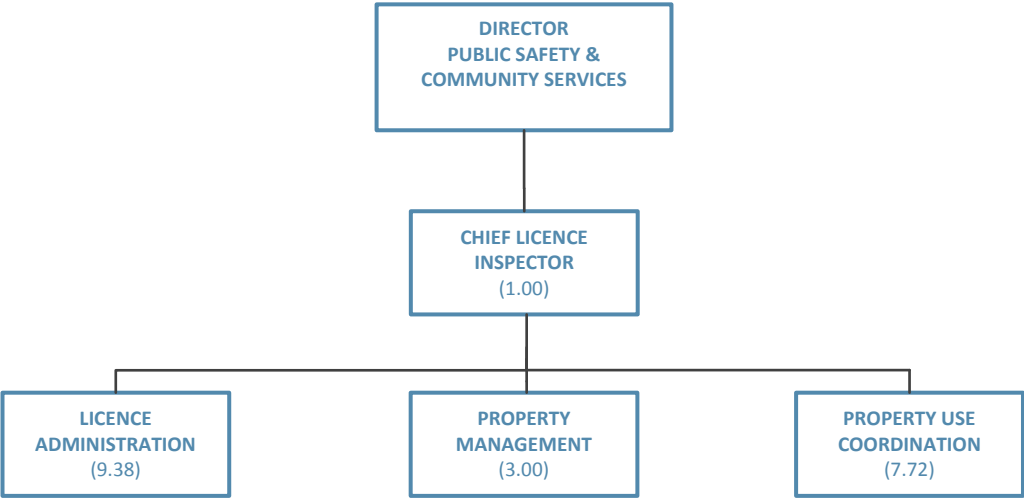 DIRECTOR
PUBLIC SAFETY &
COMMUNITY SERVICES
CHIEF LICENCE
INSPECTOR
(1.00)
LICENCE
ADMINISTRATION
(9.38)
PROPERTY
MANAGEMENT
(3.00)
PROPERTY USE
COORDINATION
(7.72)